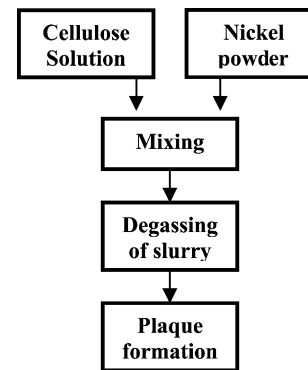 Cellulose
Solution
Nickel
powder
Mixing
Degassing
of slurry
Plaque
formation